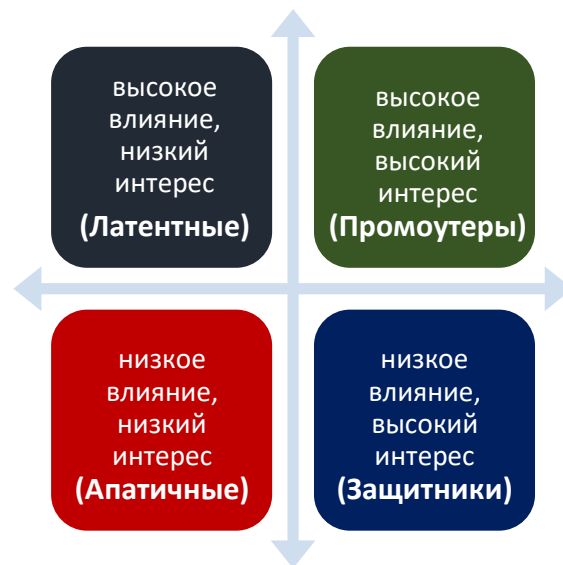 высокое
влияние,
низкий
интерес
(Латентные)
высокое
влияние,
высокий
интерес
(Промоутеры)
низкое
влияние,
низкий
интерес
(Апатичные)
низкое
влияние,
высокий
интерес
(Защитники)